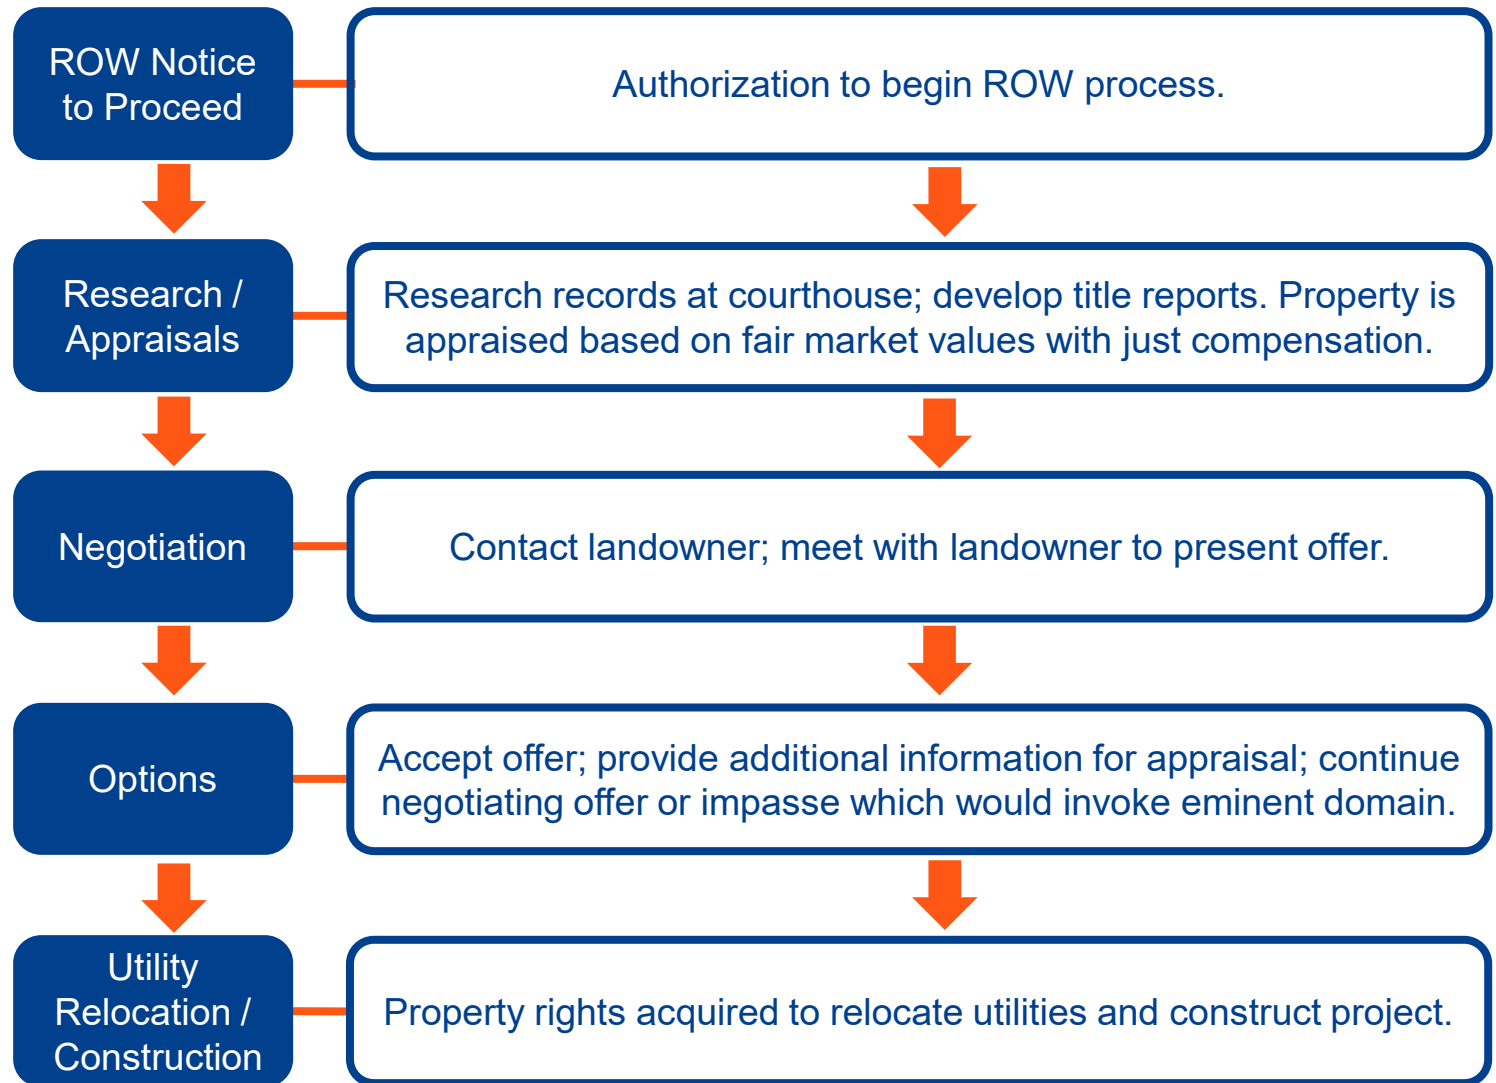 ROW Notice
to Proceed
Authorization to begin ROW process.
Research /
Appraisals
Research records at courthouse; develop title reports. Property is
appraised based on fair market values with just compensation.
Negotiation
Contact landowner; meet with landowner to present offer.
Options
Accept offer; provide additional information for appraisal; continue
negotiating offer or impasse which would invoke eminent domain.
Utility
Relocation /
Construction
Property rights acquired to relocate utilities and construct project.